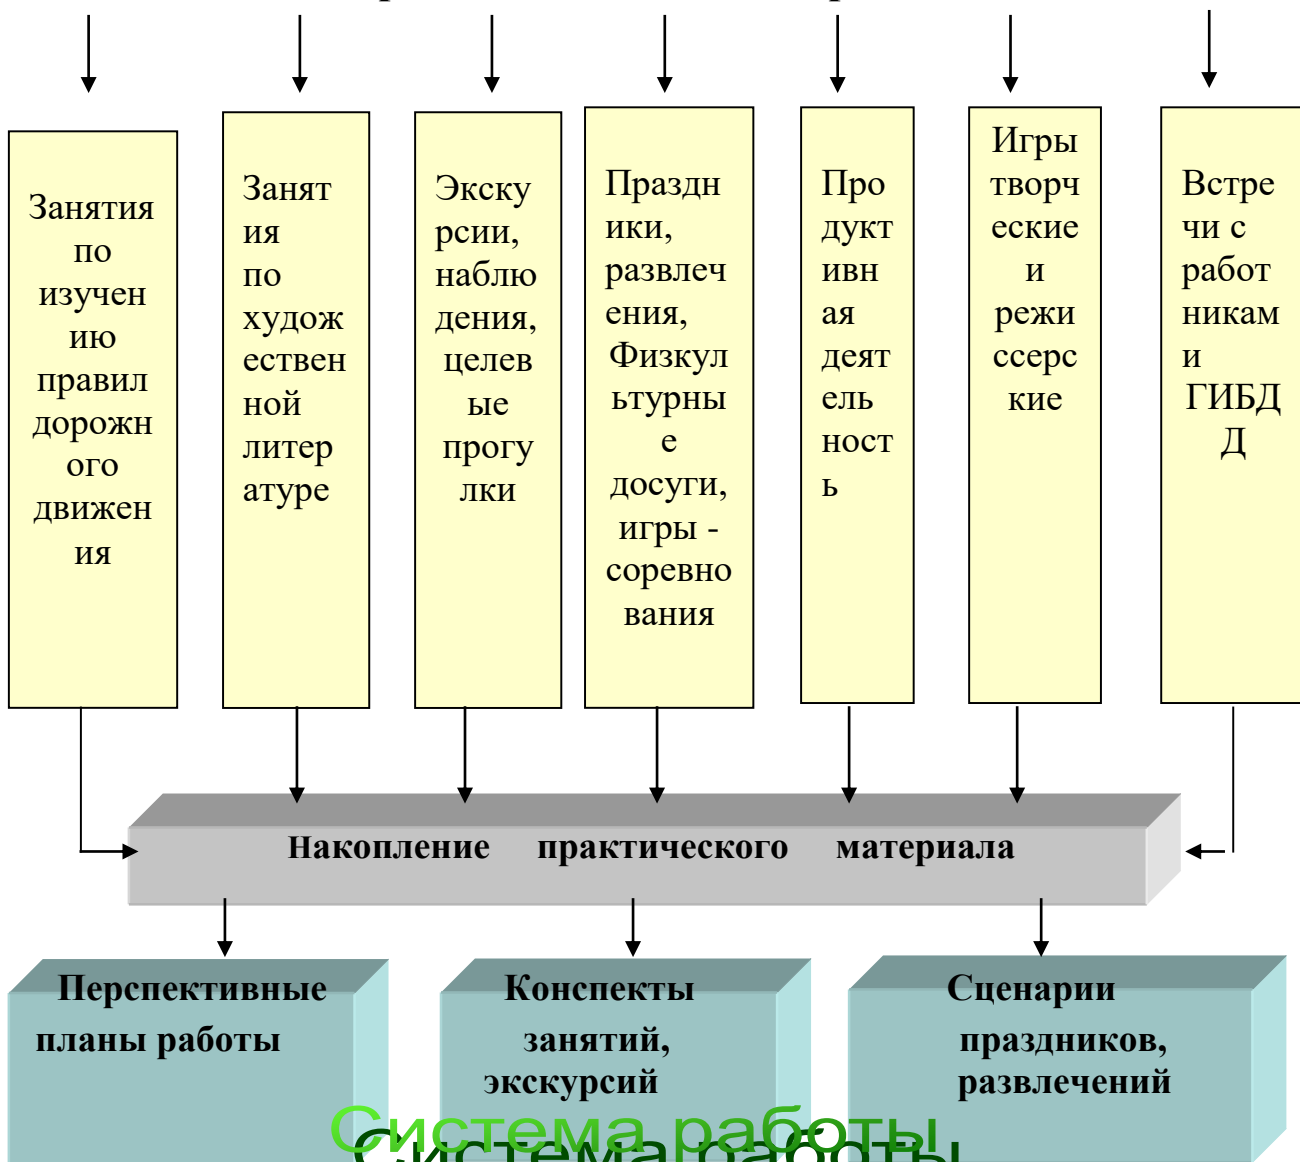 Занятия
по
изучен
ию
правил
дорожн
ого
движен
ия
Занят
ия
по
худож
ествен
ной
литер
атуре
Экску
рсии,
наблю
дения,
целев
ые
прогу
лки
Праздн
ики,
развлеч
ения,
Физкул
ьтурны
е
досуги,
игры -
соревно
вания
Про
дукт
ивн
ая
деят
ель
ност
ь
Игры
творч
еские
и
режи
ссерс
кие
Встре
чи с
работ
никам
и
ГИБД
Д
Накопление практического материала
Перспективные
планы работы
Конспекты
занятий,
экскурсий
Сценарии
праздников,
развлечений
Система работы